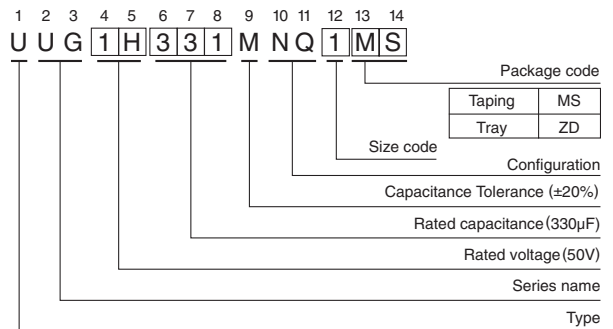 1 2 3 4 5 6 7 8 9 10 11 12 13 14
U U G 1 H 3 3 1 M N Q 1 M S
Package code
Taping MS
Tray ZD
Size code
Configuration
Capacitance Tolerance (±20%)
Rated capacitance (330µF)
Rated voltage (50V)
Series name
Type